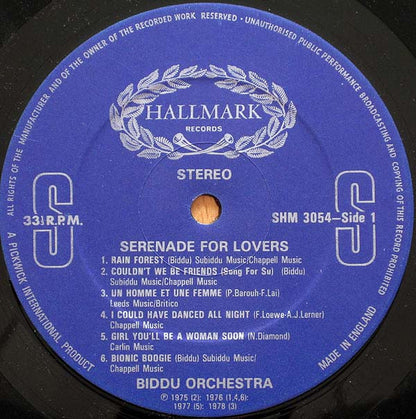 ALL RIGHTS OF THE MANUFACTURER AND OF THE OWNER OF THE RECORDED WORK RESERVED • UNAUTHORISED PUBLIC PERFORMANCE BROADCASTING AND COPYING OF THIS RECORD PROHIBITED
HALLMARK
RECORDS
STEREO
S
S
33⅓ R.P.M.
SHM 3054–Side 1
SERENADE FOR LOVERS
1. RAIN FOREST (Biddu) Subiddu Music/Chappell Music
2. COULDN'T WE BE FRIENDS (Song For Su) (Biddu)
Subiddu Music/Chappell Music
3. UN HOMME ET UNE FEMME (P.Barouh-F.Lai)
Leeds Music/Britico
4. I COULD HAVE DANCED ALL NIGHT (F.Loewe-A.J.Lerner)
Chappell Music
5. GIRL YOU'LL BE A WOMAN SOON (N.Diamond)
Carlin Music
6. BIONIC BOOGIE (Biddu) Subiddu Music/
Chappell Music
BIDDU ORCHESTRA
℗ 1975 (2) 1976 (1,4,6)
1977 (5) 1978 (3)
A PICKWICK INTERNATIONAL PRODUCT
MADE IN ENGLAND